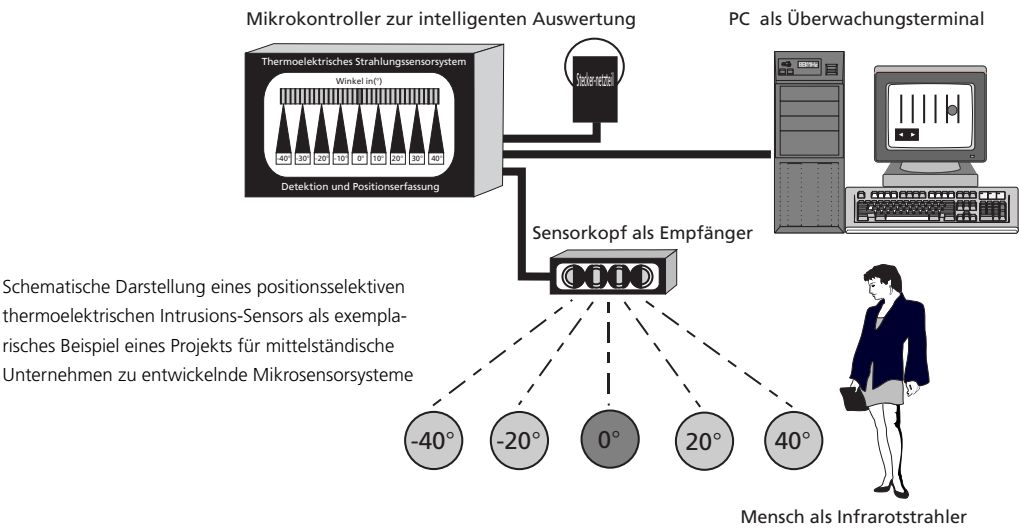 Mikrokontroller zur intelligenten Auswertung
PC als Überwachungsterminal
Thermoelektrisches Strahlungssensorsystem
Winkel in(°)
-40° -30° -20° -10° 0° 10° 20° 30° 40°
Detektion und Positionserfassung
Stecker-netzteil
Sensorkopf als Empfänger
Schematische Darstellung eines positionsselektiven
thermoelektrischen Intrusions-Sensors als exempla-
risches Beispiel eines Projekts für mittelständische
Unternehmen zu entwickelnde Mikrosensorsysteme
-40° -20° 0° 20° 40°
Mensch als Infrarotstrahler